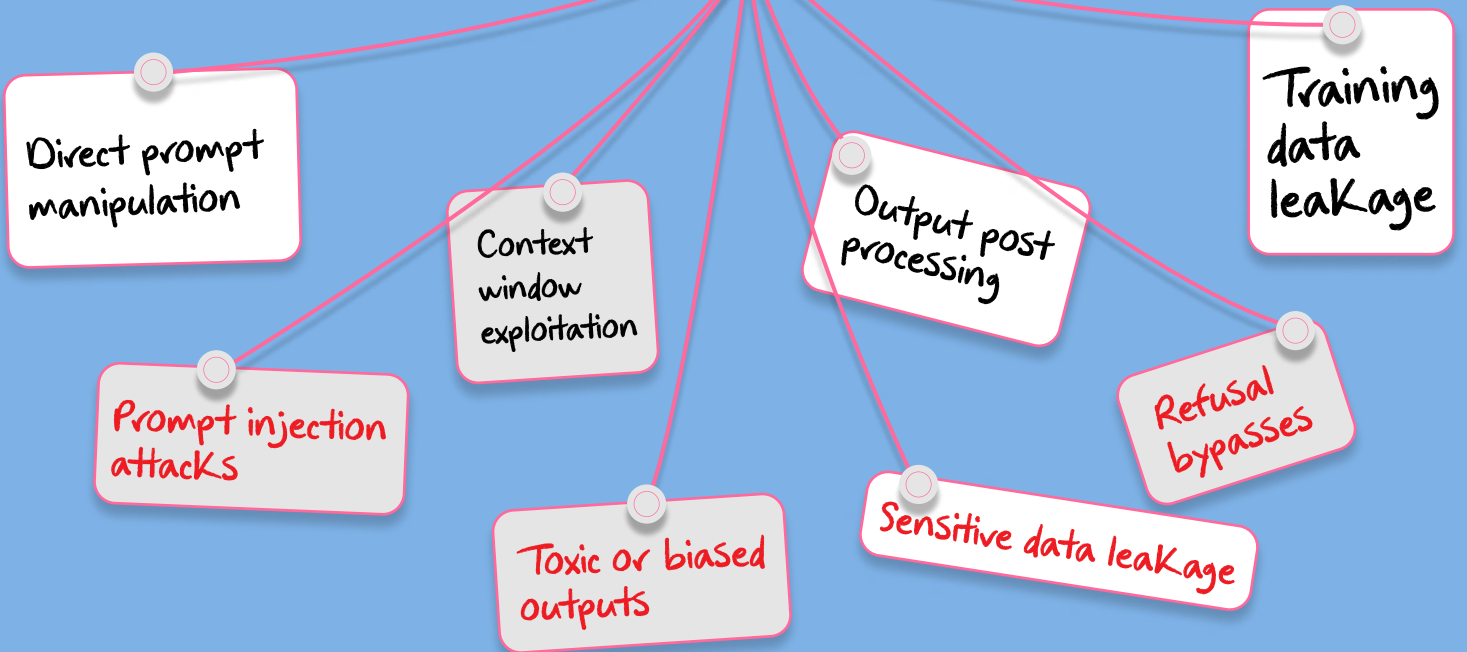 Direct prompt
manipulation
Context
window
exploitation
Output post
processing
Training
data
leakage
Prompt injection
attacks
Toxic or biased
outputs
Sensitive data leakage
Refusal
bypasses